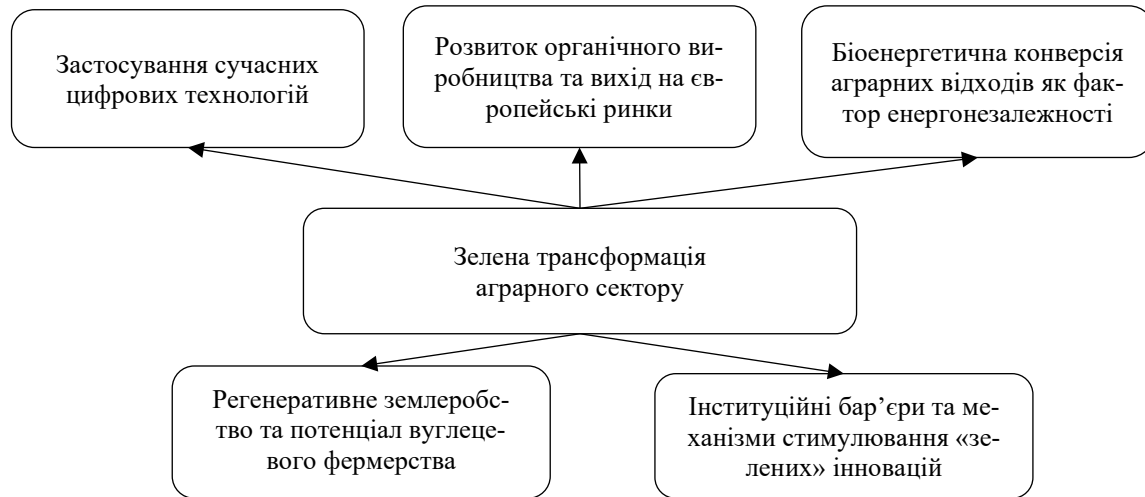 Застосування сучасних
цифрових технологій
Розвиток органічного ви-
робництва та вихід на єв-
ропейські ринки
Біоенергетична конверсія
аграрних відходів як фак-
тор енергонезалежності
Зелена трансформація
аграрного сектору
Регенеративне землеробс-
тво та потенціал вуглеце-
вого фермерства
Інституційні бар’єри та ме-
ханізми стимулювання «зе-
лених» інновацій